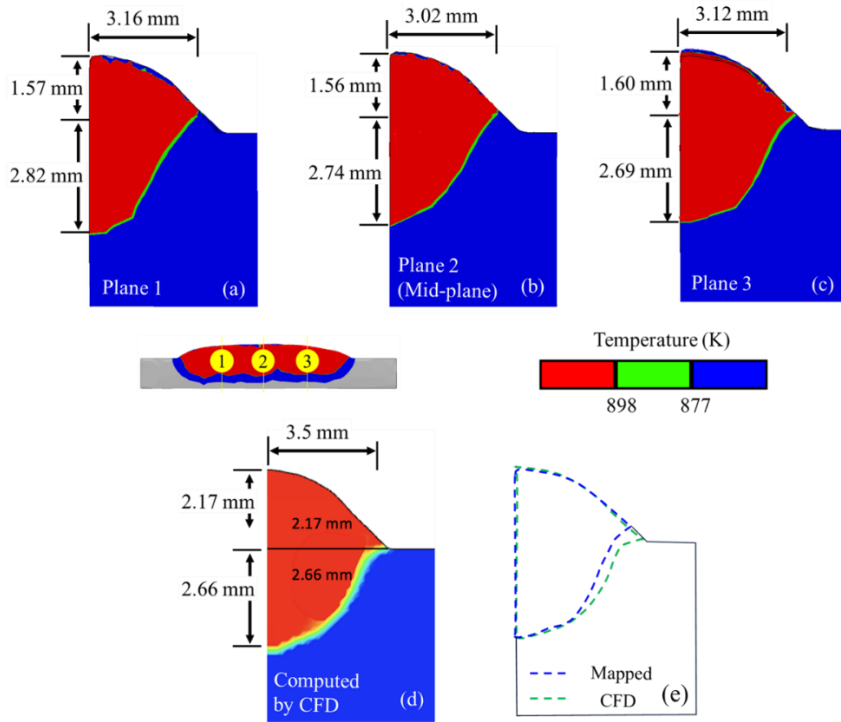 3.16 mm
1.57 mm
2.82 mm
Plane 1
(a)
3.02 mm
1.56 mm
2.74 mm
Plane 2
(Mid-plane)
(b)
3.12 mm
1.60 mm
2.69 mm
Plane 3
(c)
1 2 3
Temperature (K)
898 877
3.5 mm
2.17 mm
2.17 mm
2.66 mm
2.66 mm
Computed
by CFD
(d)
Mapped
CFD
(e)